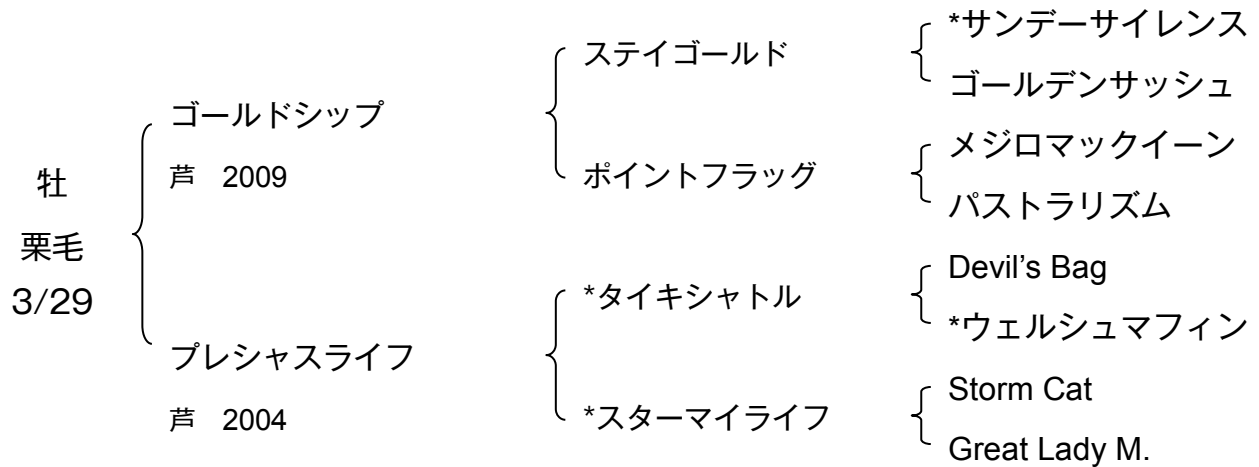 牡
栗毛
3/29
ゴールドシップ
芦 2009
プレシャスライフ
芦 2004
ステイゴールド
ポイントフラッグ
*タイキシャトル
*スターマイライフ
*サンデーサイレンス
ゴールデンサッシュ
メジロマックイーン
パストラリズム
Devil's Bag
*ウェルシュマフィン
Storm Cat
Great Lady M.